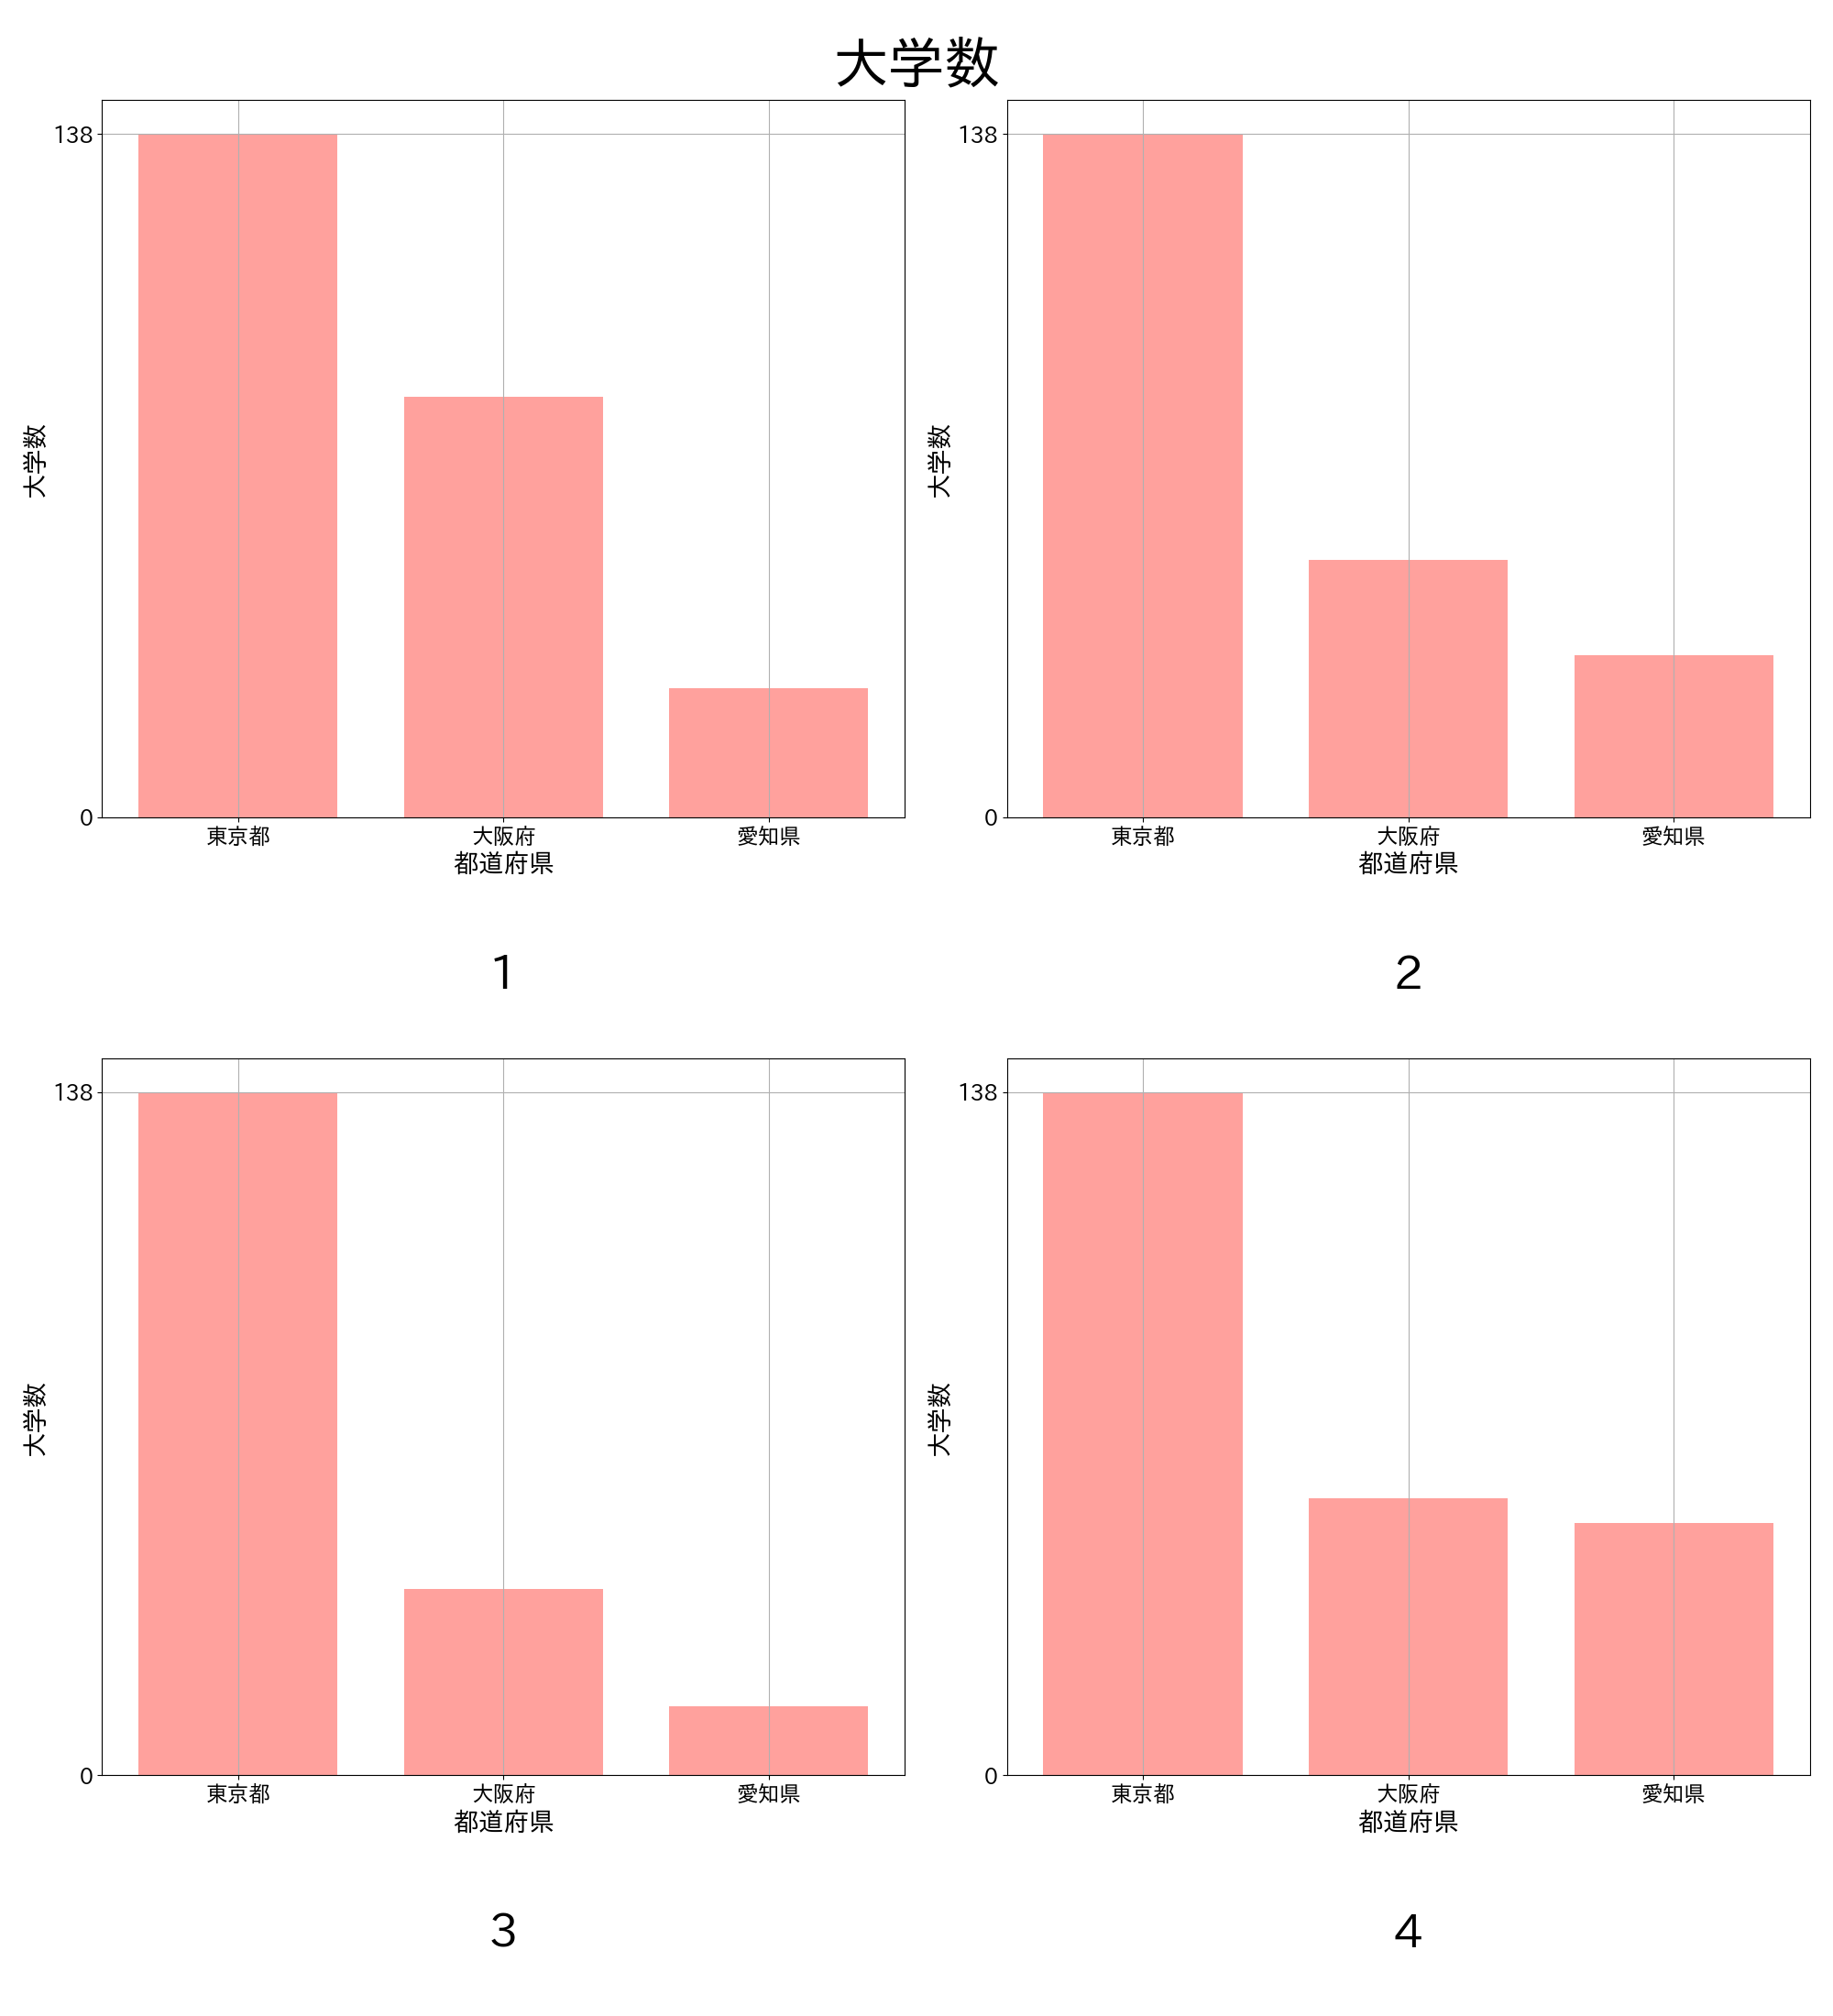 大学数
138
0
大学数
東京都 大阪府 愛知県
都道府県
1
138
0
大学数
東京都 大阪府 愛知県
都道府県
2
138
0
大学数
東京都 大阪府 愛知県
都道府県
3
138
0
大学数
東京都 大阪府 愛知県
都道府県
4